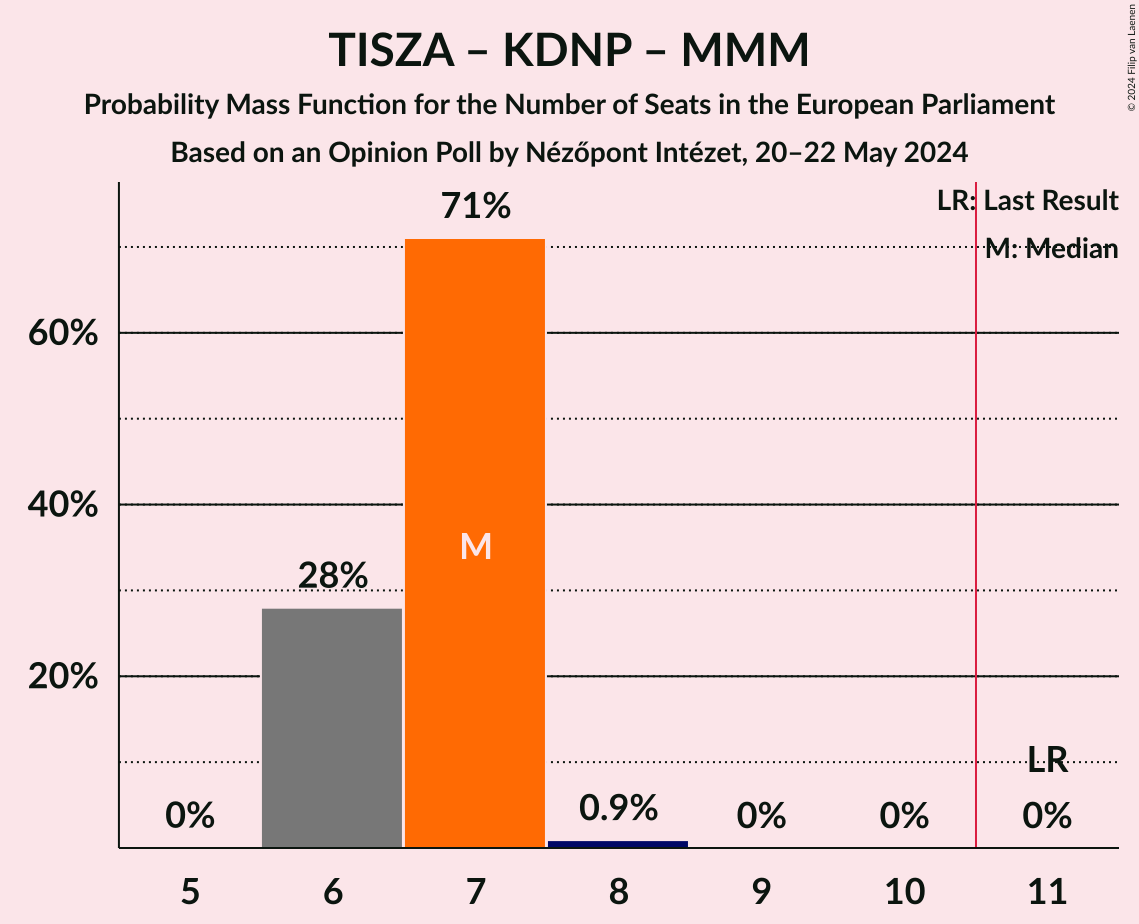 TISZA – KDNP – MMM
Probability Mass Function for the Number of Seats in the European Parliament
Based on an Opinion Poll by Nézőpont Intézet, 20–22 May 2024
© 2024 Filip van Laenen
LR: Last Result
M: Median
71%
60%
40%
M
28%
20%
LR
0%
0.9%
0%
0%
0%
5 6 7 8 9 10 11